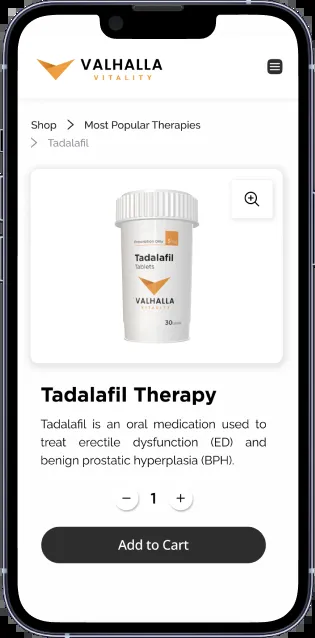 VALHALLA
VITALITY
Shop > Most Popular Therapies
> Tadalafil
Tadalafil
Tablets
VALHALLA
VITALITY
30
Tadalafil Therapy
Tadalafil is an oral medication used to
treat erectile dysfunction (ED) and
benign prostatic hyperplasia (BPH).
− 1 +
Add to Cart